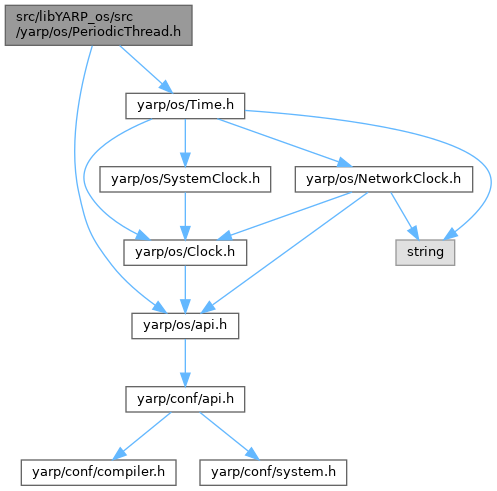 src/libYARP_os/src
/yarp/os/PeriodicThread.h
yarp/os/Time.h
yarp/os/SystemClock.h
yarp/os/NetworkClock.h
yarp/os/Clock.h
string
yarp/os/api.h
yarp/conf/api.h
yarp/conf/compiler.h
yarp/conf/system.h